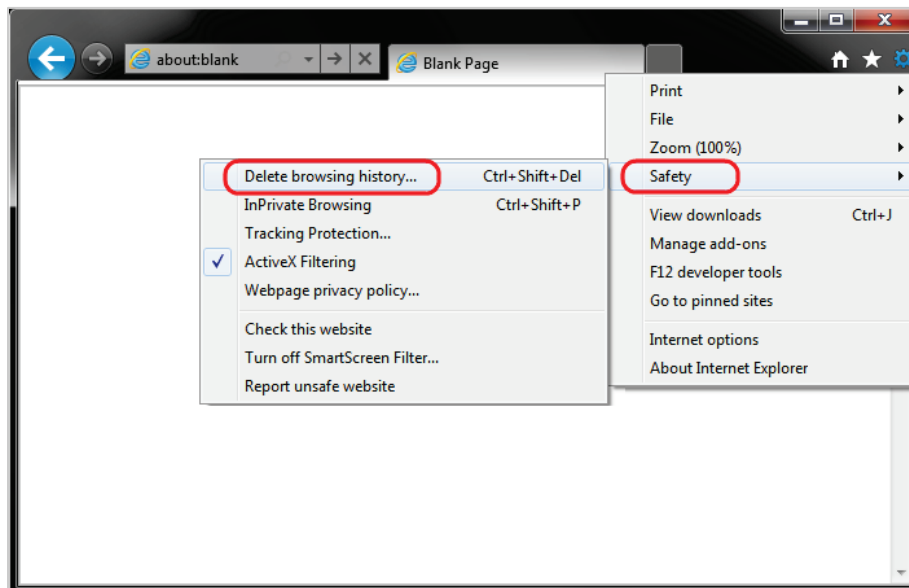 about:blank
Blank Page
Print
File
Zoom (100%)
Safety
View downloads Ctrl+J
Manage add-ons
F12 developer tools
Go to pinned sites
Internet options
About Internet Explorer
Delete browsing history... Ctrl+Shift+Del
InPrivate Browsing Ctrl+Shift+P
Tracking Protection...
ActiveX Filtering
Webpage privacy policy...
Check this website
Turn off SmartScreen Filter...
Report unsafe website